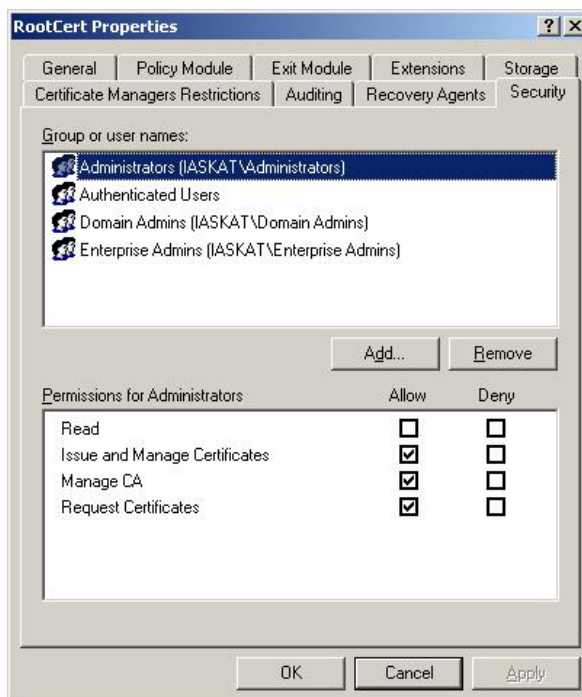 RootCert Properties
General Policy Module Exit Module Extensions Storage
Certificate Managers Restrictions Auditing Recovery Agents Security
Group or user names:
Administrators (IASKAT\Administrators)
Authenticated Users
Domain Admins (IASKAT\Domain Admins)
Enterprise Admins (IASKAT\Enterprise Admins)
Add... Remove
Permissions for Administrators Allow Deny
Read
Issue and Manage Certificates
Manage CA
Request Certificates
OK Cancel Apply